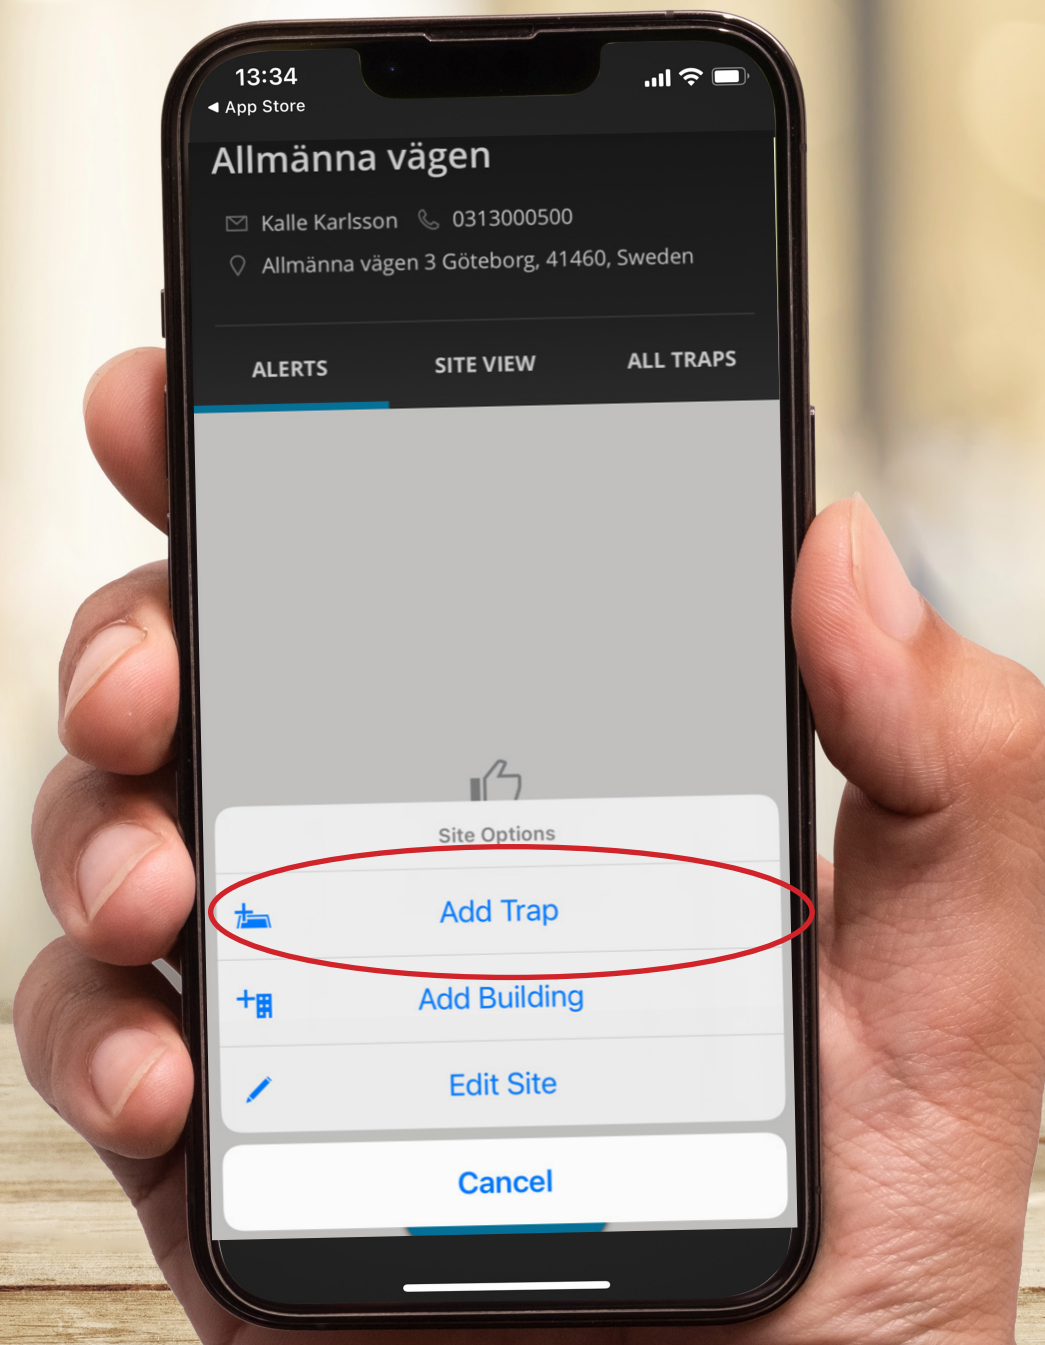 13:34
◀ App Store
Allmänna vägen
Kalle Karlsson 0313000500
Allmänna vägen 3 Göteborg, 41460, Sweden
ALERTS SITE VIEW ALL TRAPS
Site Options
Add Trap
Add Building
Edit Site
Cancel